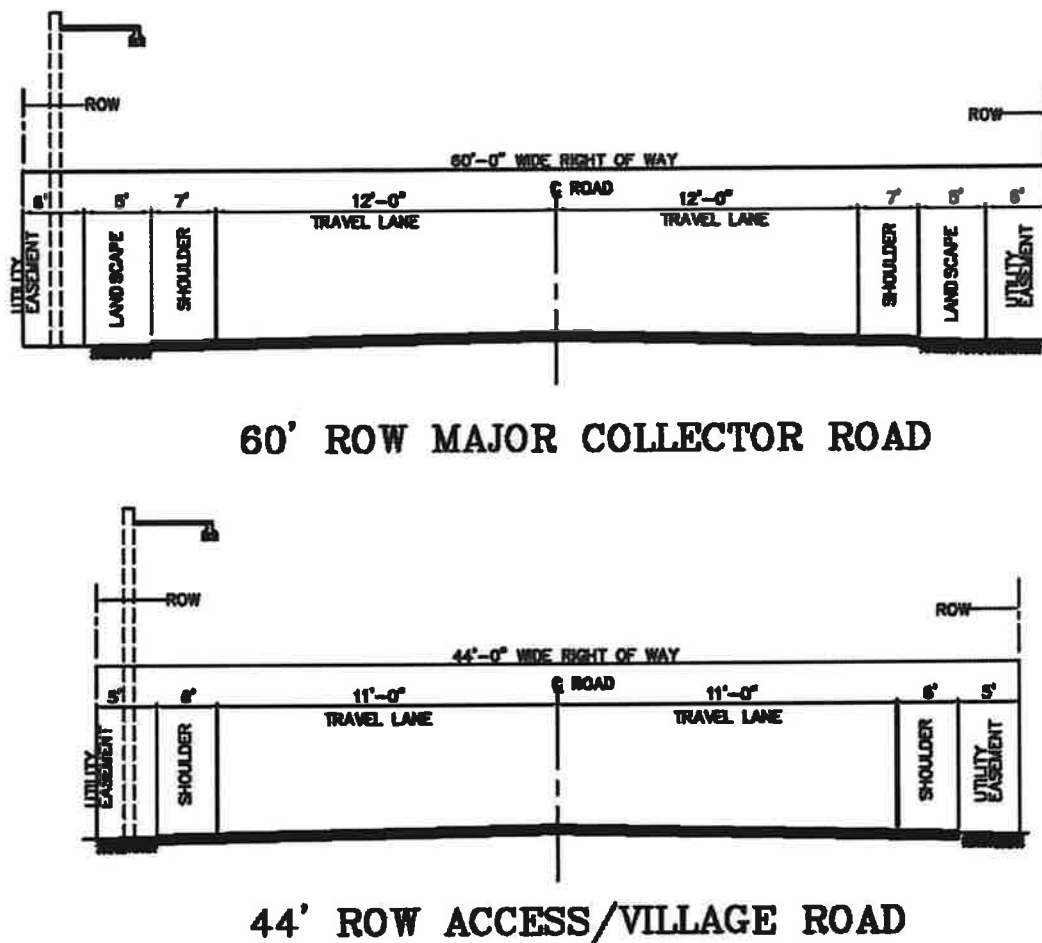 ROW
ROW
60'-0" WIDE RIGHT OF WAY
℄ ROAD
6' 5' 7' 12'-0" 12'-0" 7' 5' 6'
TRAVEL LANE TRAVEL LANE
UTILITY EASEMENT
LANDSCAPE
SHOULDER
SHOULDER
LANDSCAPE
UTILITY EASEMENT
60' ROW MAJOR COLLECTOR ROAD
ROW
ROW
44'-0" WIDE RIGHT OF WAY
℄ ROAD
5' 6' 11'-0" 11'-0" 6' 5'
TRAVEL LANE TRAVEL LANE
UTILITY EASEMENT
SHOULDER
SHOULDER
UTILITY EASEMENT
44' ROW ACCESS/VILLAGE ROAD